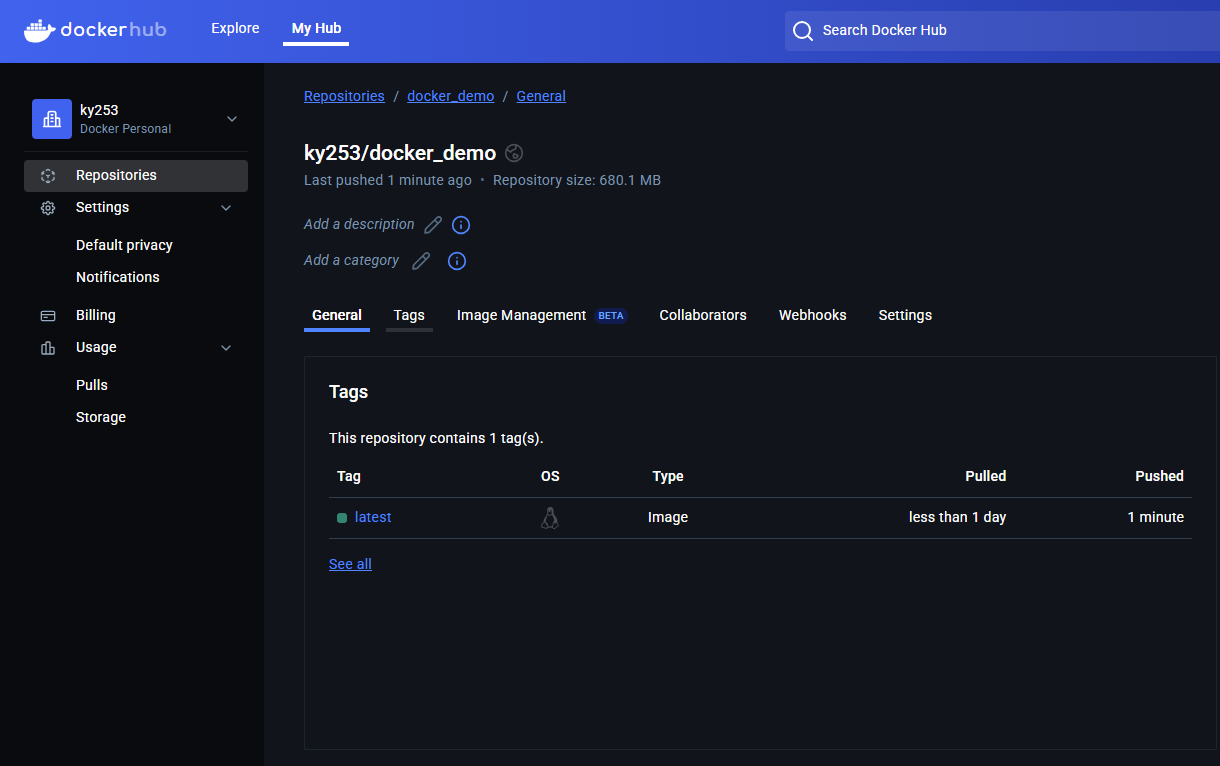 dockerhub Explore My Hub Search Docker Hub
ky253
Docker Personal
Repositories
Settings
Default privacy
Notifications
Billing
Usage
Pulls
Storage
Repositories / docker_demo / General
ky253/docker_demo
Last pushed 1 minute ago • Repository size: 680.1 MB
Add a description
Add a category
General Tags Image Management BETA Collaborators Webhooks Settings
Tags
This repository contains 1 tag(s).
Tag OS Type Pulled Pushed
latest Image less than 1 day 1 minute
See all